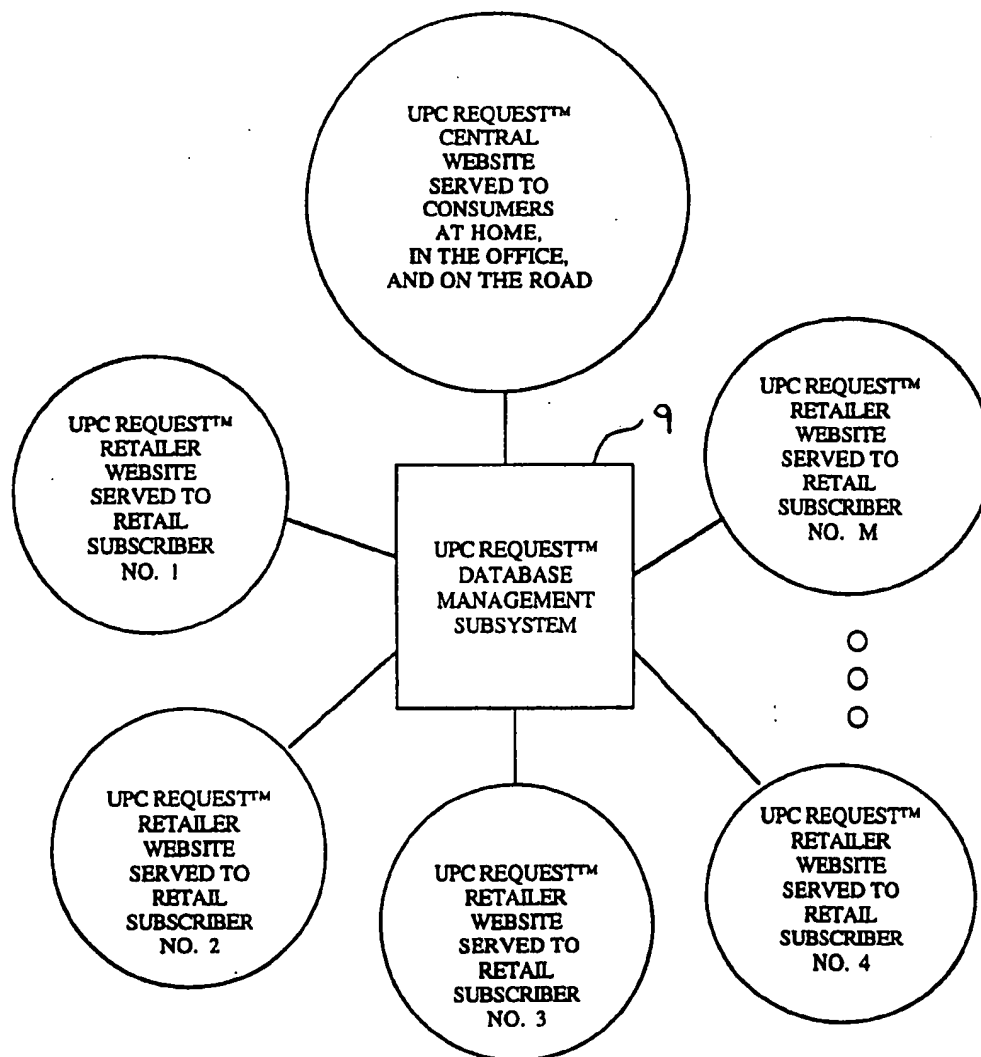 UPC REQUEST™
CENTRAL
WEBSITE
SERVED TO
CONSUMERS
AT HOME,
IN THE OFFICE,
AND ON THE ROAD
UPC REQUEST™
RETAILER
WEBSITE
SERVED TO
RETAIL
SUBSCRIBER
NO. 1
9
UPC REQUEST™
DATABASE
MANAGEMENT
SUBSYSTEM
UPC REQUEST™
RETAILER
WEBSITE
SERVED TO
RETAIL
SUBSCRIBER
NO. M
UPC REQUEST™
RETAILER
WEBSITE
SERVED TO
RETAIL
SUBSCRIBER
NO. 2
UPC REQUEST™
RETAILER
WEBSITE
SERVED TO
RETAIL
SUBSCRIBER
NO. 3
UPC REQUEST™
RETAILER
WEBSITE
SERVED TO
RETAIL
SUBSCRIBER
NO. 4